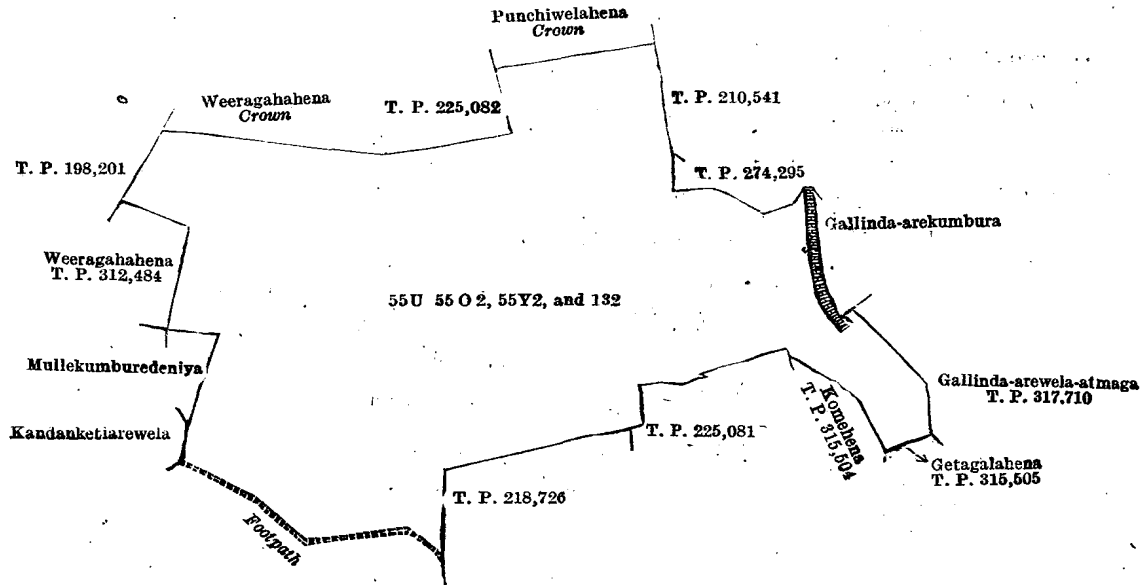 Punchiwelahena
Crown
Weeragahahena
Crown
T. P. 225,082
T. P. 210,541
T. P. 198,201
T. P. 274,295
Gallinda-arekumbura
Weeragahahena
T. P. 312,484
55U 55 O 2, 55Y2, and 132
Mullekumburedeniya
Gallinda-arewela-atmaga
T. P. 317,710
Kandanketiarewela
T. P. 225,081
Komehena
T. P. 315,504
Getagalahena
T. P. 315,505
T. P. 218,726
Footpath